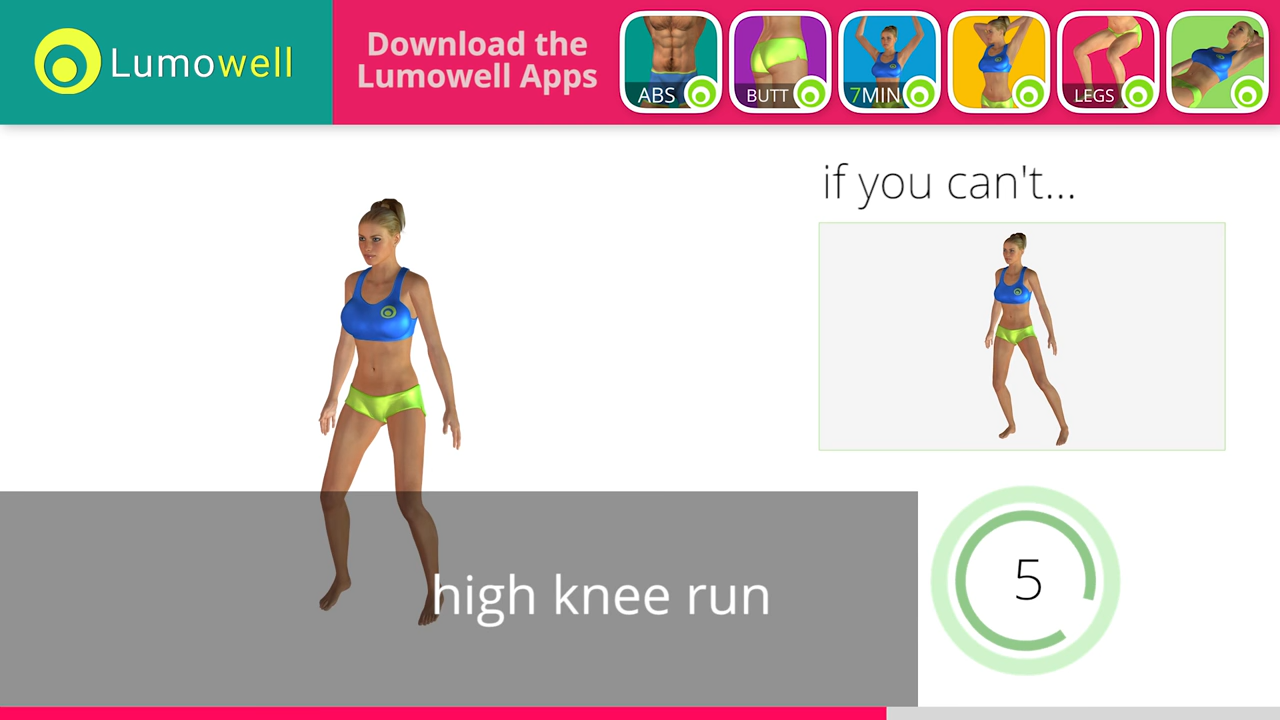 Lumowell
Download the
Lumowell Apps
ABS
BUTT
7MIN
LEGS
if you can't...
high knee run
5